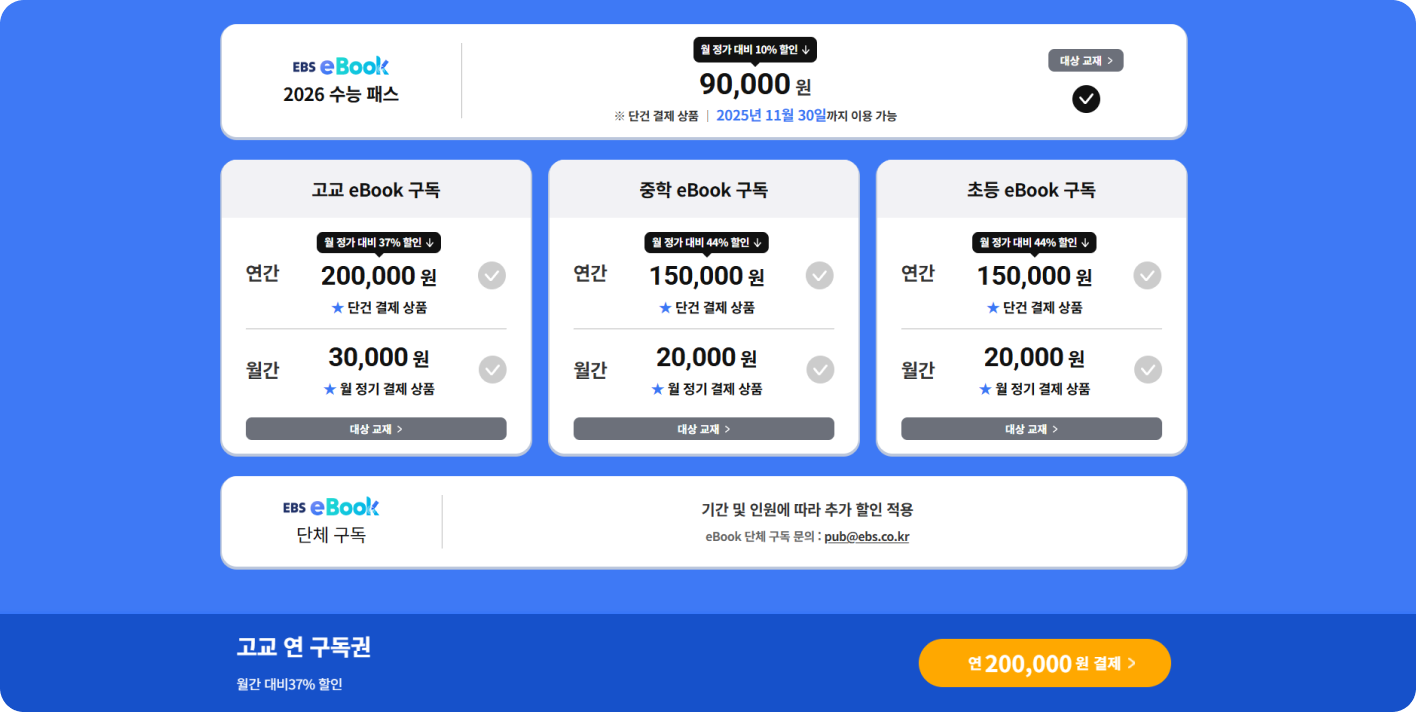 EBS eBook
2026 수능 패스
월 정가 대비 10% 할인 ↓
90,000 원
※ 단건 결제 상품 | 2025년 11월 30일까지 이용 가능
대상 교재 >
고교 eBook 구독
연간
월 정가 대비 37% 할인 ↓
200,000 원
★ 단건 결제 상품
월간
30,000 원
★ 월 정기 결제 상품
대상 교재 >
중학 eBook 구독
연간
월 정가 대비 44% 할인 ↓
150,000 원
★ 단건 결제 상품
월간
20,000 원
★ 월 정기 결제 상품
대상 교재 >
초등 eBook 구독
연간
월 정가 대비 44% 할인 ↓
150,000 원
★ 단건 결제 상품
월간
20,000 원
★ 월 정기 결제 상품
대상 교재 >
EBS eBook
단체 구독
기간 및 인원에 따라 추가 할인 적용
eBook 단체 구독 문의 : pub@ebs.co.kr
고교 연 구독권
월간 대비37% 할인
연 200,000 원 결제 >